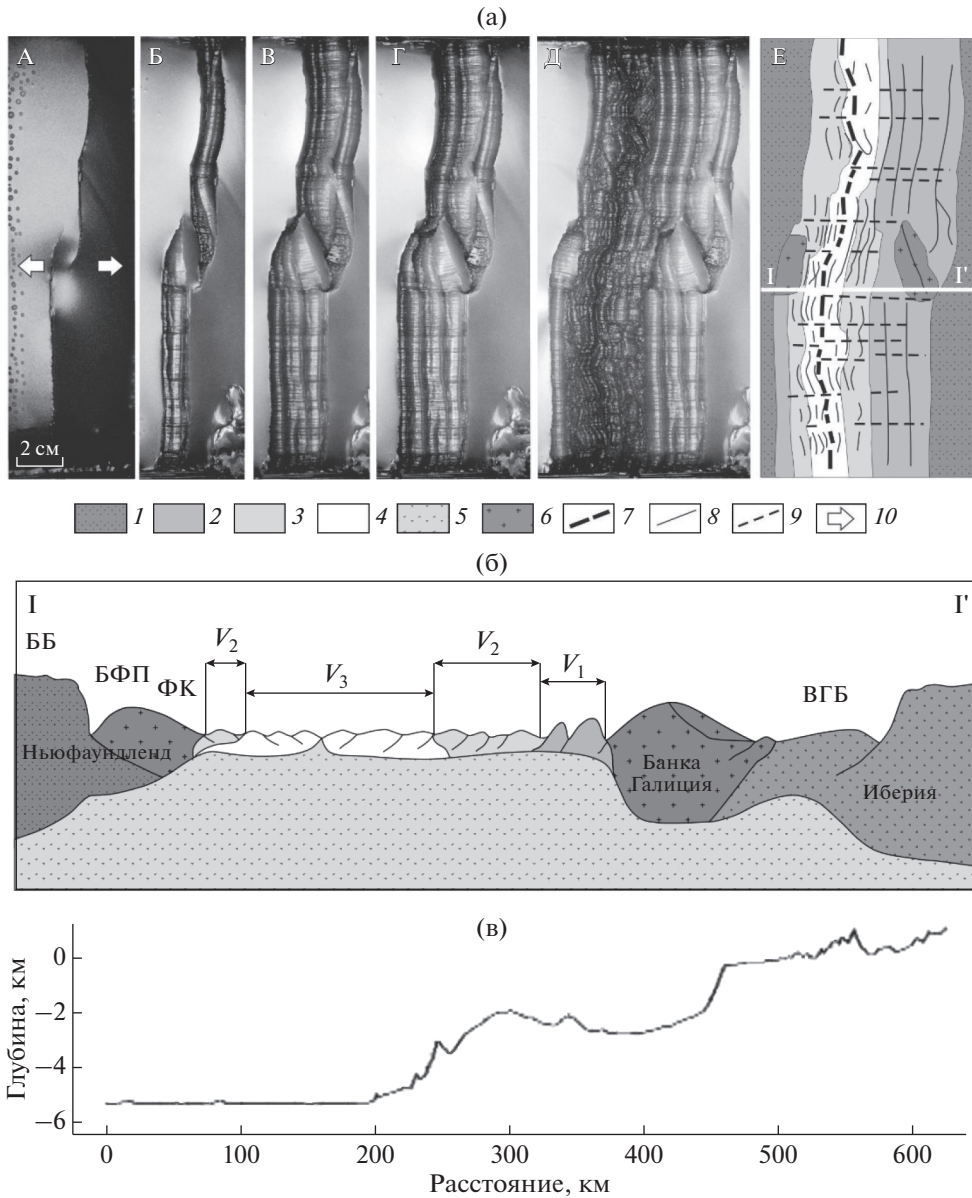 (а)
А Б В Г Д Е
I I'
2 см
1 2 3 4 5 6 7 8 9 10
(б)
I I'
ББ
БФП
ФК
V2 V3 V2 V1
ВГБ
Ньюфаундленд
Банка
Галиция
Иберия
(в)
Глубина, км
0
–2
–4
–6
0 100 200 300 400 500 600
Расстояние, км